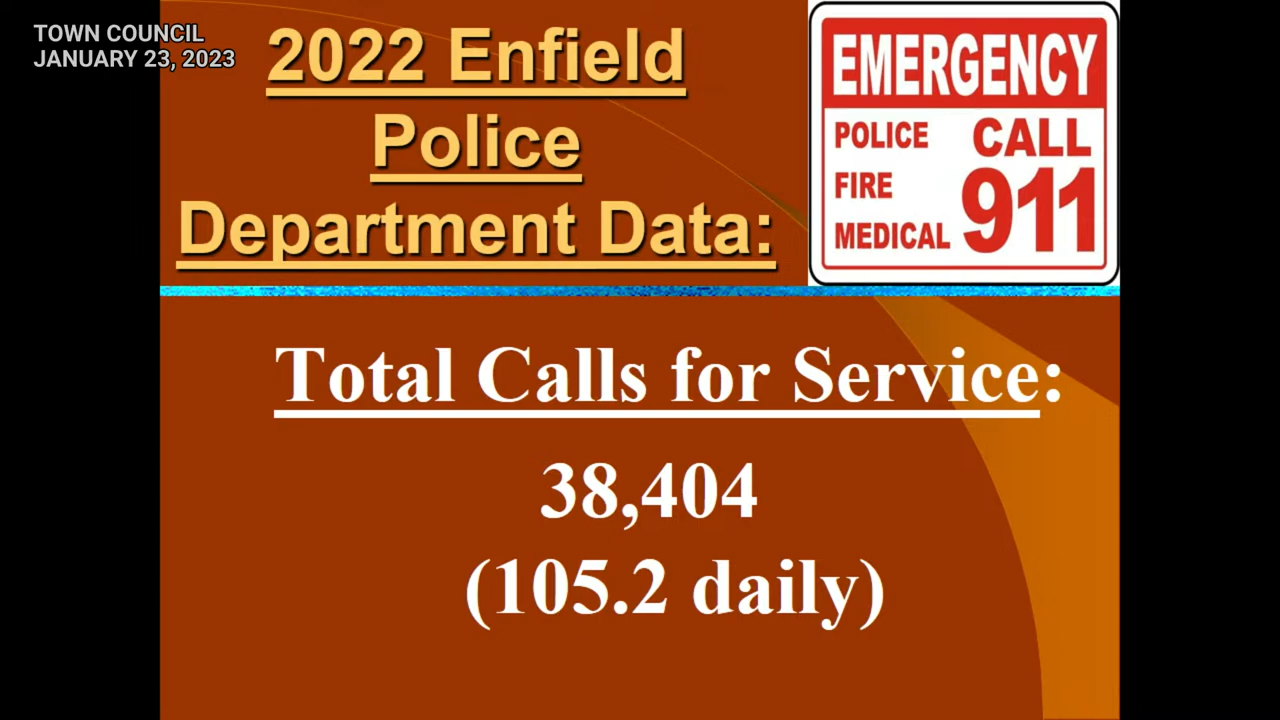 TOWN COUNCIL
JANUARY 23, 2023
2022 Enfield
Police
Department Data:
EMERGENCY
POLICE
FIRE
MEDICAL
CALL
911
Total Calls for Service:
38,404
(105.2 daily)